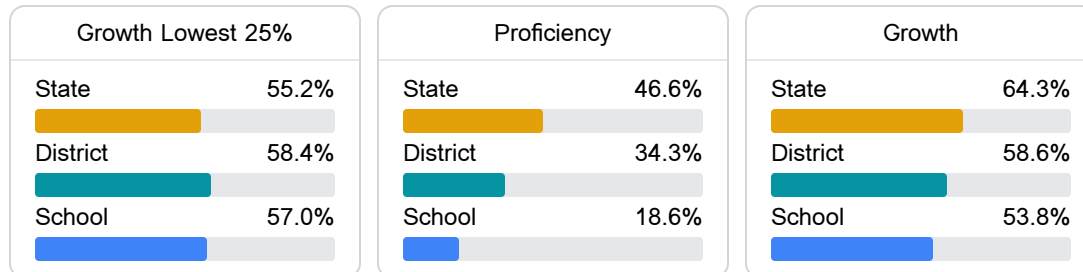 Growth Lowest 25%
State 55.2%
District 58.4%
School 57.0%
Proficiency
State 46.6%
District 34.3%
School 18.6%
Growth
State 64.3%
District 58.6%
School 53.8%